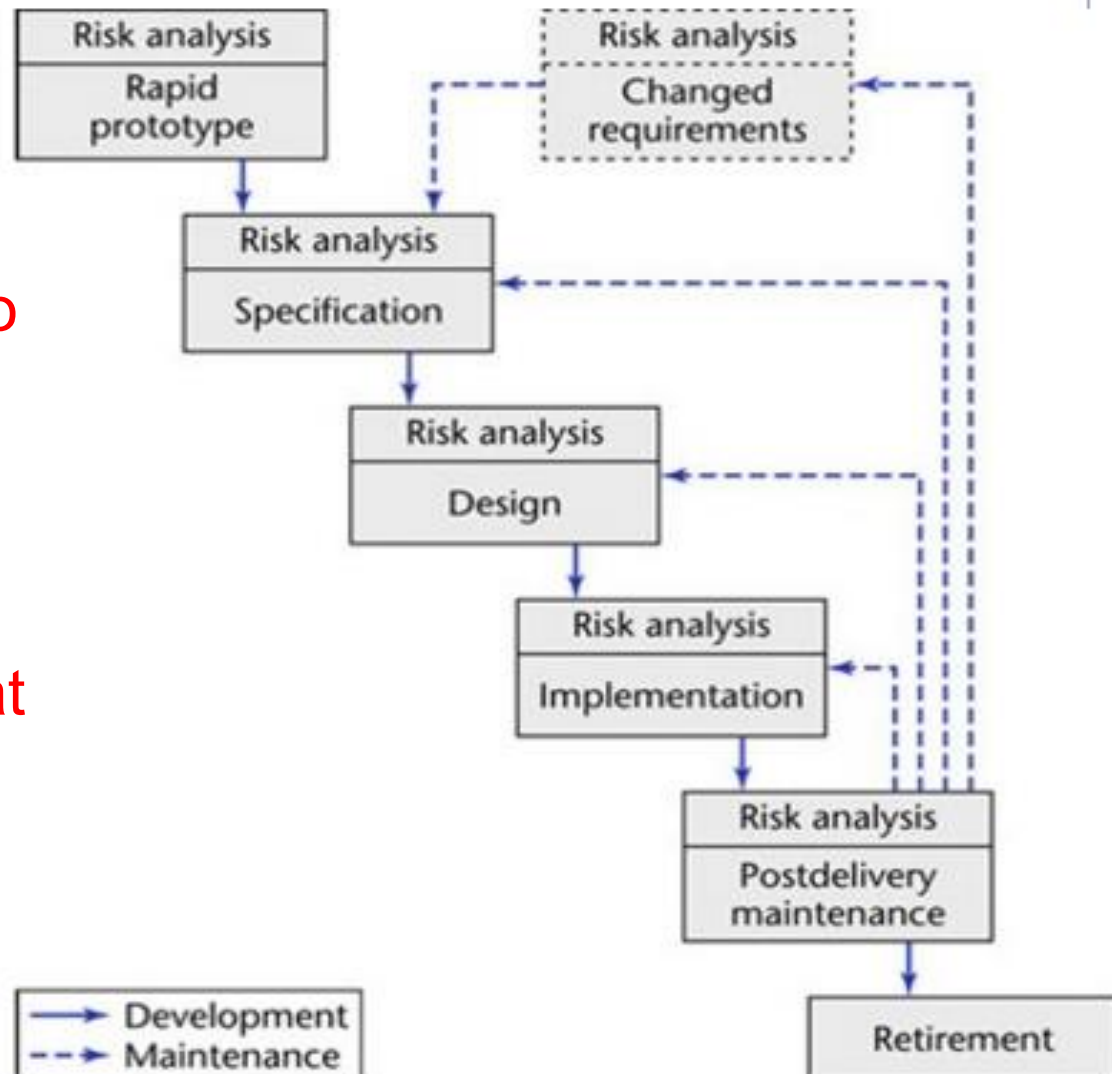 Risk analysis
Rapid
prototype
Risk analysis
Changed
requirements
Risk analysis
Specification
Risk analysis
Design
Risk analysis
Implementation
Risk analysis
Postdelivery
maintenance
Retirement
Development
Maintenance